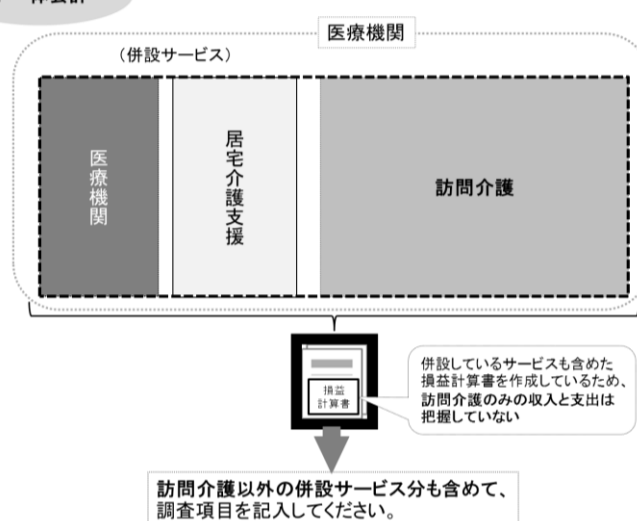 医療機関
（併設サービス）
医療機関
居宅介護支援
訪問介護
損益
計算書
併設しているサービスも含めた
損益計算書を作成しているため、
訪問介護のみの収入と支出は
把握していない
訪問介護以外の併設サービス分も含めて、
調査項目を記入してください。